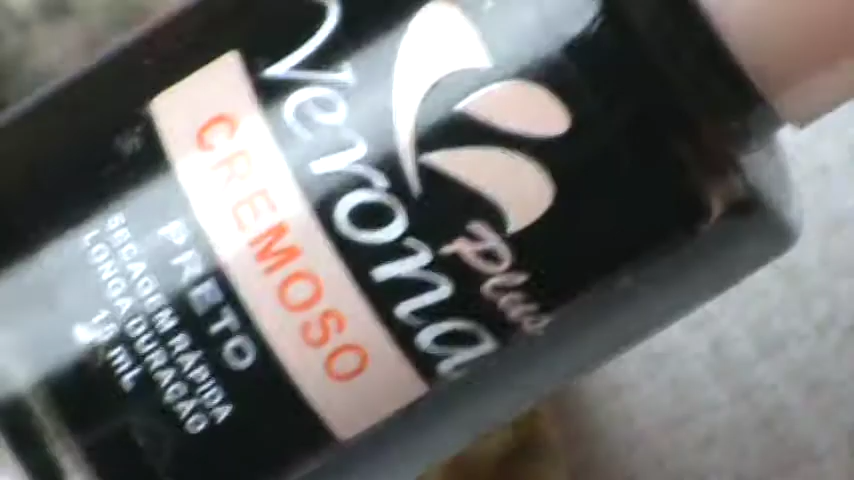 Verona
Plus
CREMOSO
PRETO
SECAGEM RÁPIDA
LONGA DURAÇÃO